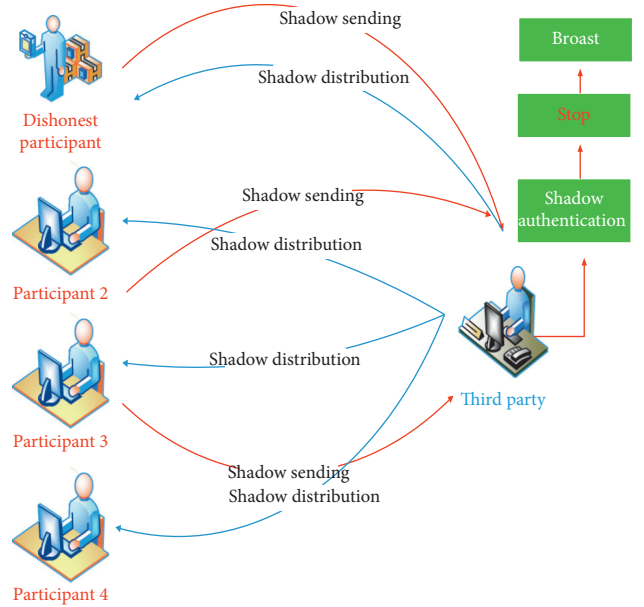 Shadow sending
Broast
Shadow distribution
Stop
Dishonest
participant
Shadow sending
Shadow
authentication
Shadow distribution
Participant 2
Shadow distribution
Third party
Participant 3
Shadow sending
Shadow distribution
Participant 4